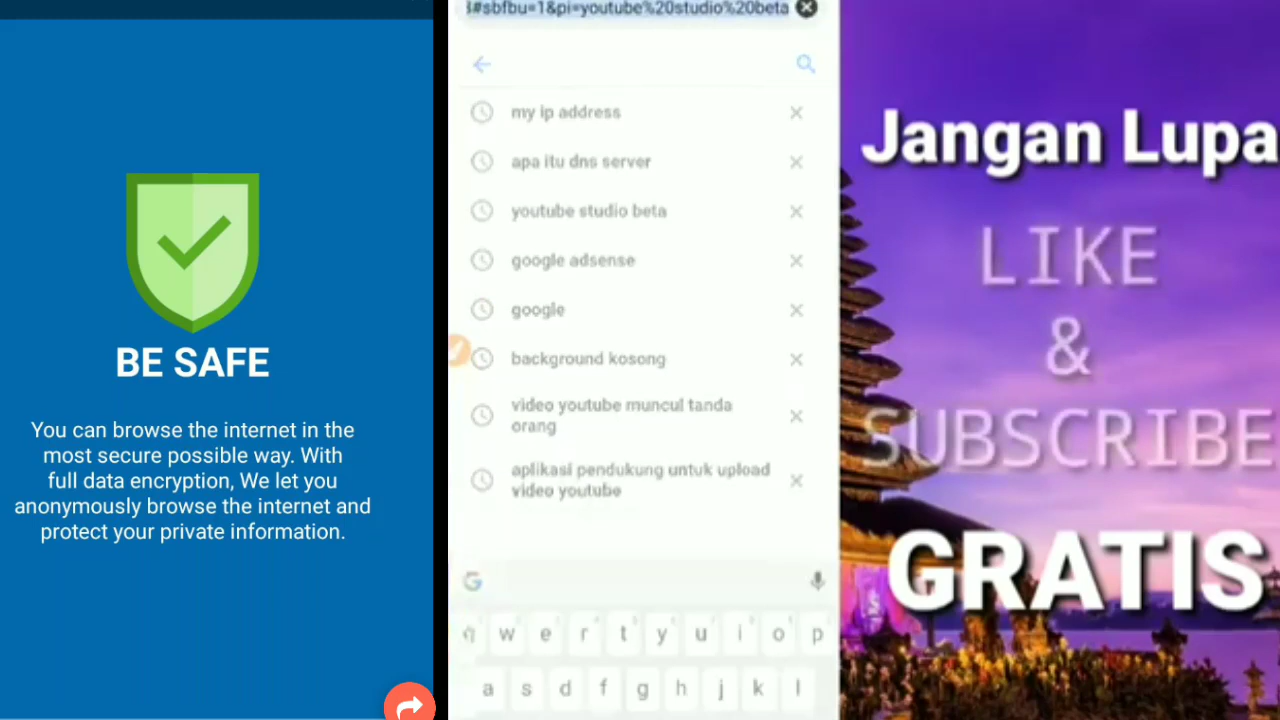 BE SAFE
You can browse the internet in the
most secure possible way. With
full data encryption, We let you
anonymously browse the internet and
protect your private information.
#sbfbu=1&pi=youtube%20studio%20beta
my ip address
apa itu dns server
youtube studio beta
google adsense
google
background kosong
video youtube muncul tanda
orang
aplikasi pendukung untuk upload
video youtube
q w e r t y u i o p
a s d f g h j k l
Jangan Lupa
LIKE
&
SUBSCRIBE
GRATIS